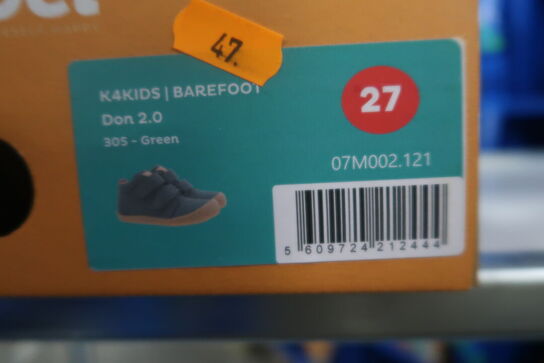 47.
K4KIDS | BAREFOOT
Don 2.0
305 - Green
27
07M002.121
5 609724 212444